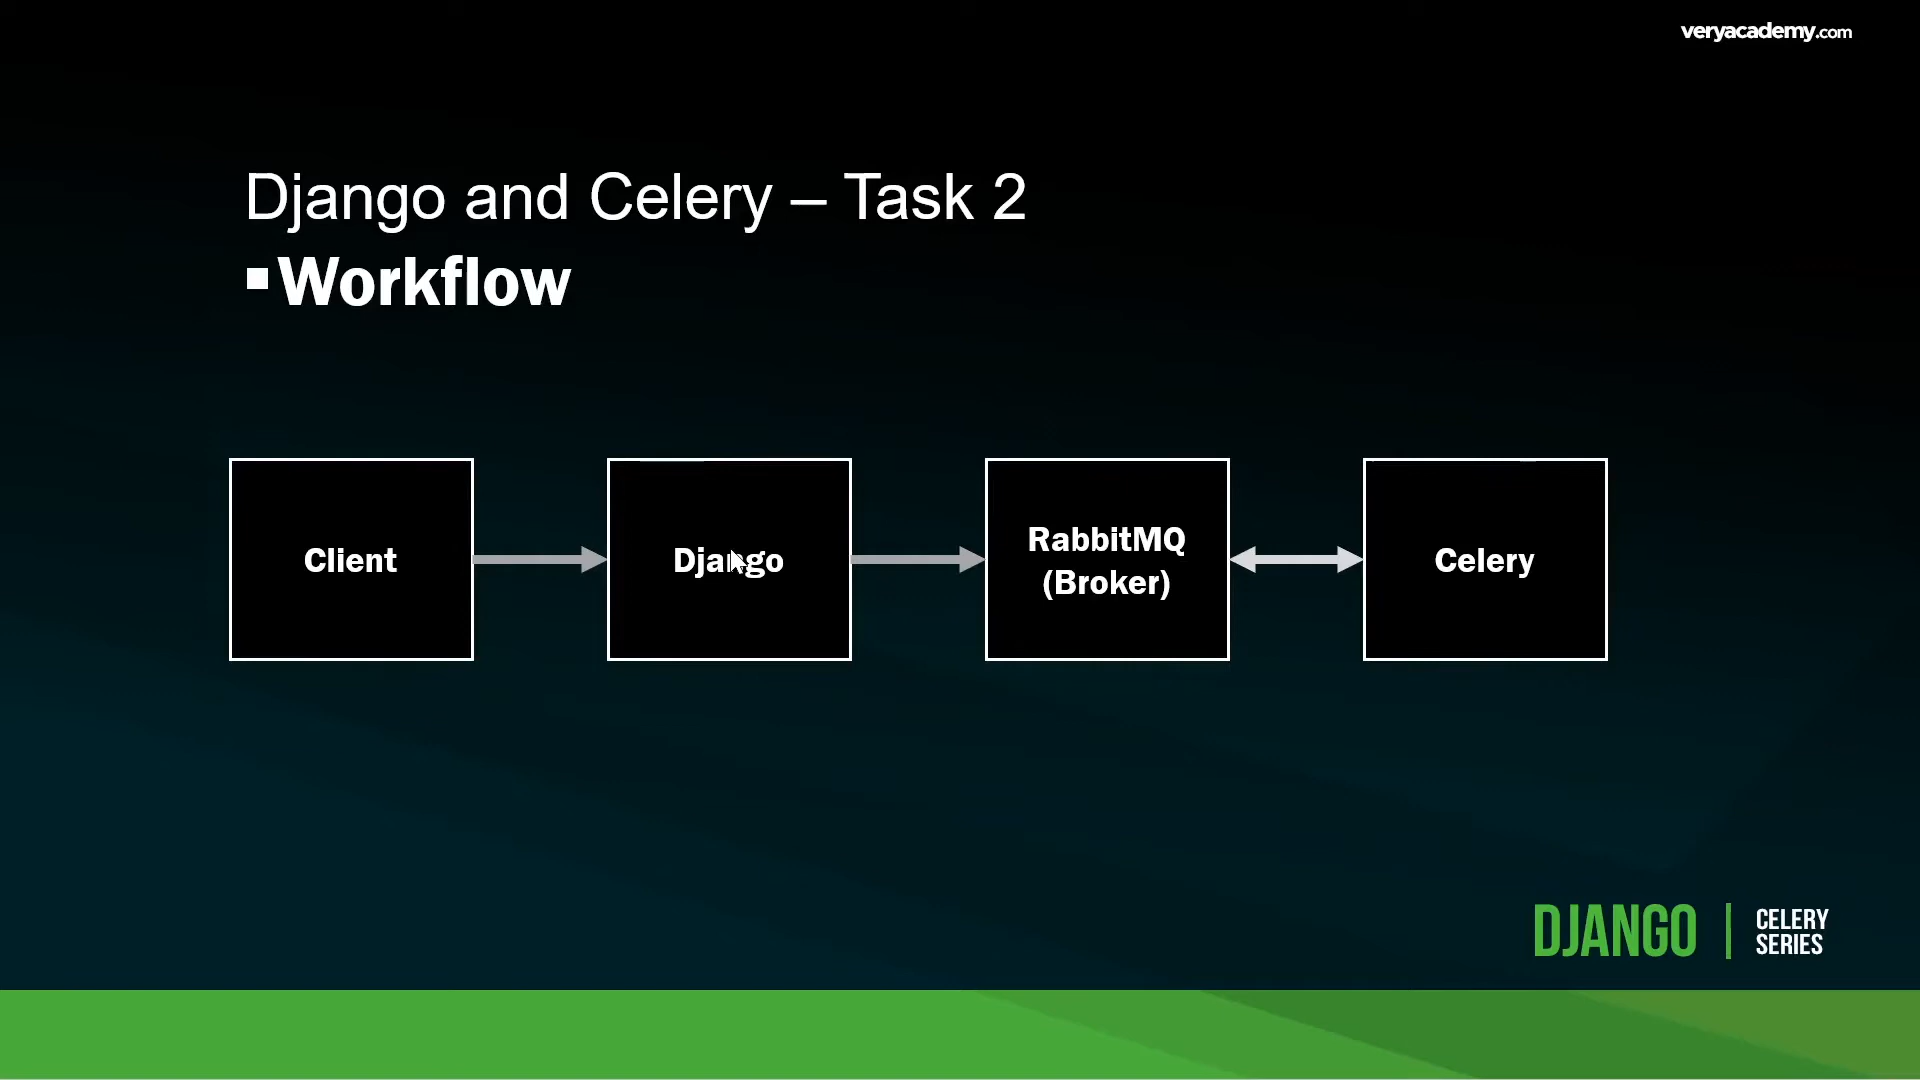 veryacademy.com
Django and Celery – Task 2
▪Workflow
Client
Django
RabbitMQ
(Broker)
Celery
DJANGO
CELERY
SERIES